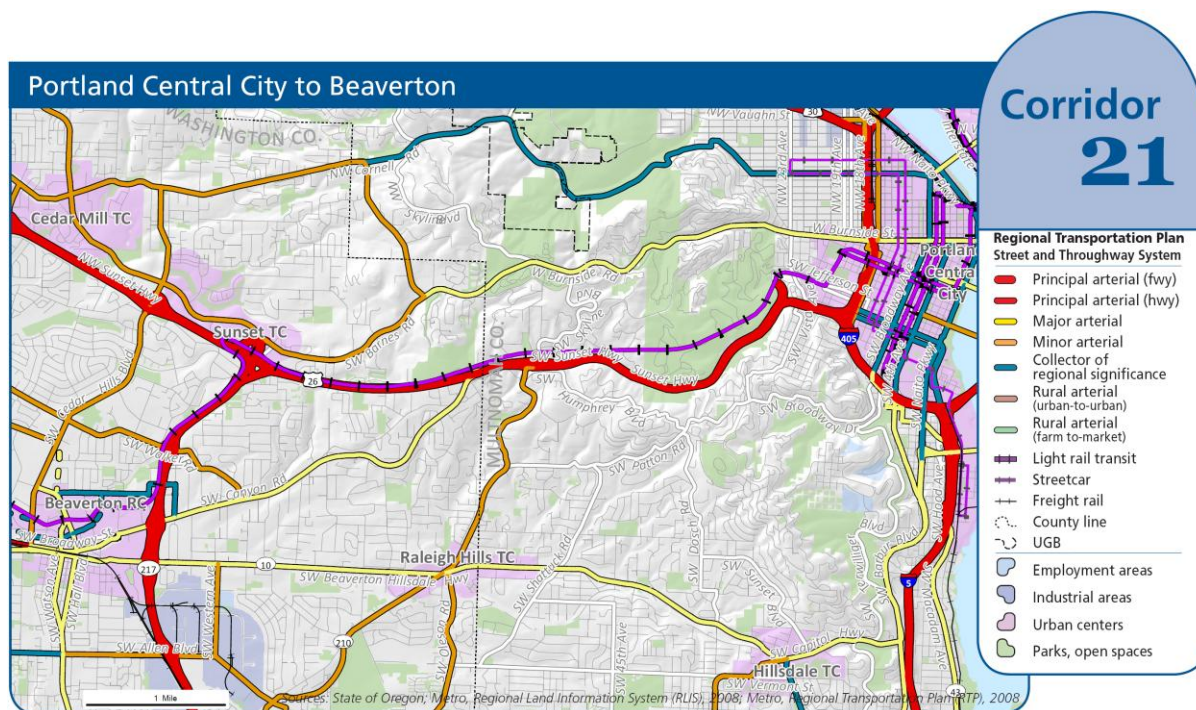 Portland Central City to Beaverton
Corridor
21
Regional Transportation Plan
Street and Throughway System
Principal arterial (fwy)
Principal arterial (hwy)
Major arterial
Minor arterial
Collector of
regional significance
Rural arterial
(urban-to-urban)
Rural arterial
(farm to-market)
Light rail transit
Streetcar
Freight rail
County line
UGB
Employment areas
Industrial areas
Urban centers
Parks, open spaces
WASHINGTON CO.
NW Vaughn St
30
NW 23rd Ave
NW Cornell Rd
NW Skyline Blvd
Cedar Mill TC
NW Sunset Hwy
W Burnside St
W Burnside Rd
SW Jefferson St
Portland
Central
City
Sunset TC
SW Barnes Rd
SW Skyline Blvd
405
26
SW Sunset Hwy
Sunset Hwy
MULTNOMAH CO.
SW Cedar Hills Blvd
SW Humphrey Blvd
SW Broadway Dr
SW Patton Rd
SW Walker Rd
SW Canyon Rd
Beaverton RC
SW Broadway St
SW Dosch Rd
SW Barbur Blvd
Raleigh Hills TC
217
10
SW Beaverton Hillsdale Hwy
SW Shattuck Rd
SW Sunset Blvd
SW Terwilliger Blvd
5
SW Macadam Ave
SW Watson Ave
SW Hall Blvd
SW Western Ave
SW Allen Blvd
210
SW Oleson Rd
SW 45th Ave
SW Capitol Hwy
Hillsdale TC
SW Vermont St
43
1 Mile
Sources: State of Oregon; Metro, Regional Land Information System (RLIS), 2008; Metro, Regional Transportation Plan (RTP), 2008